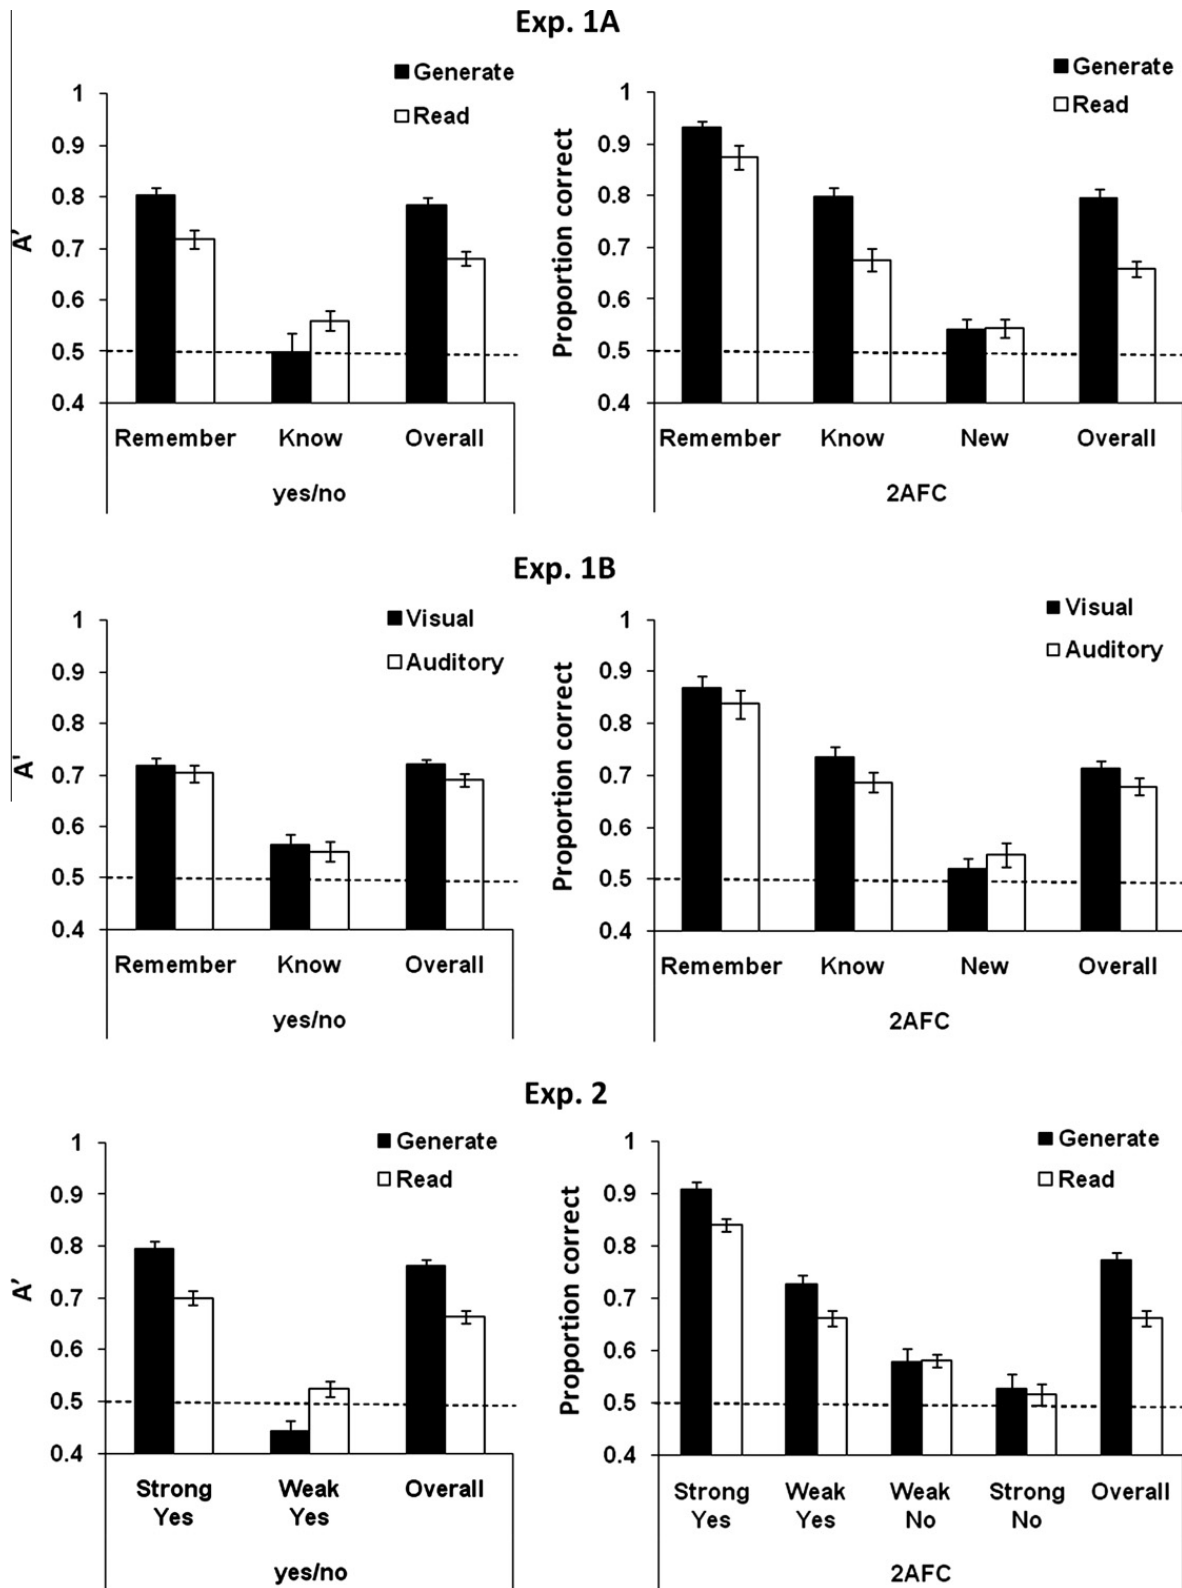 Exp. 1A
Generate
Read
1
0.9
0.8
0.7
0.6
0.5
0.4
A’
Remember Know Overall
yes/no
Generate
Read
1
0.9
0.8
0.7
0.6
0.5
0.4
Proportion correct
Remember Know New Overall
2AFC
Exp. 1B
Visual
Auditory
1
0.9
0.8
0.7
0.6
0.5
0.4
A'
Remember Know Overall
yes/no
Visual
Auditory
1
0.9
0.8
0.7
0.6
0.5
0.4
Proportion correct
Remember Know New Overall
2AFC
Exp. 2
Generate
Read
1
0.9
0.8
0.7
0.6
0.5
0.4
A’
Strong Weak Overall
Yes Yes
yes/no
Generate
Read
1
0.9
0.8
0.7
0.6
0.5
0.4
Proportion correct
Strong Weak Weak Strong Overall
Yes Yes No No
2AFC